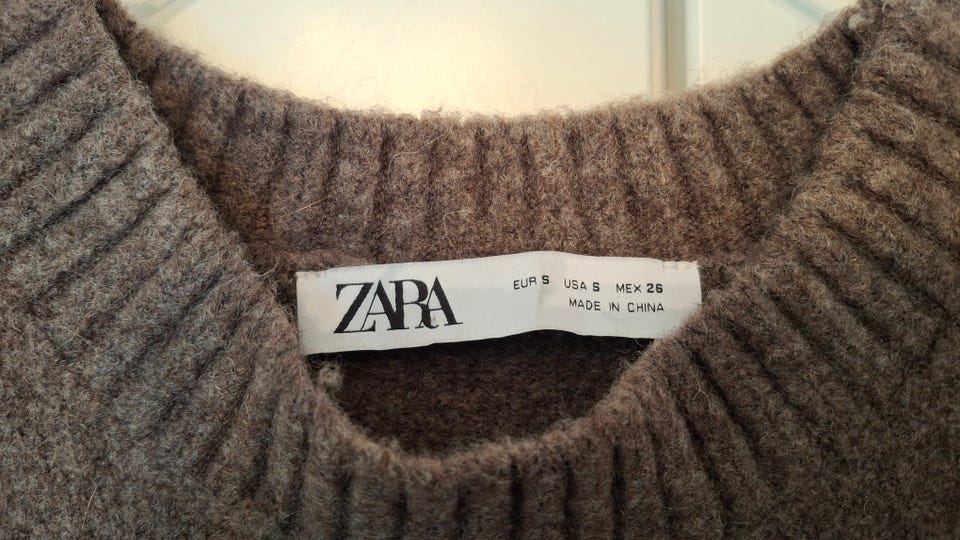 ZARA
EUR S USA S MEX 26
MADE IN CHINA